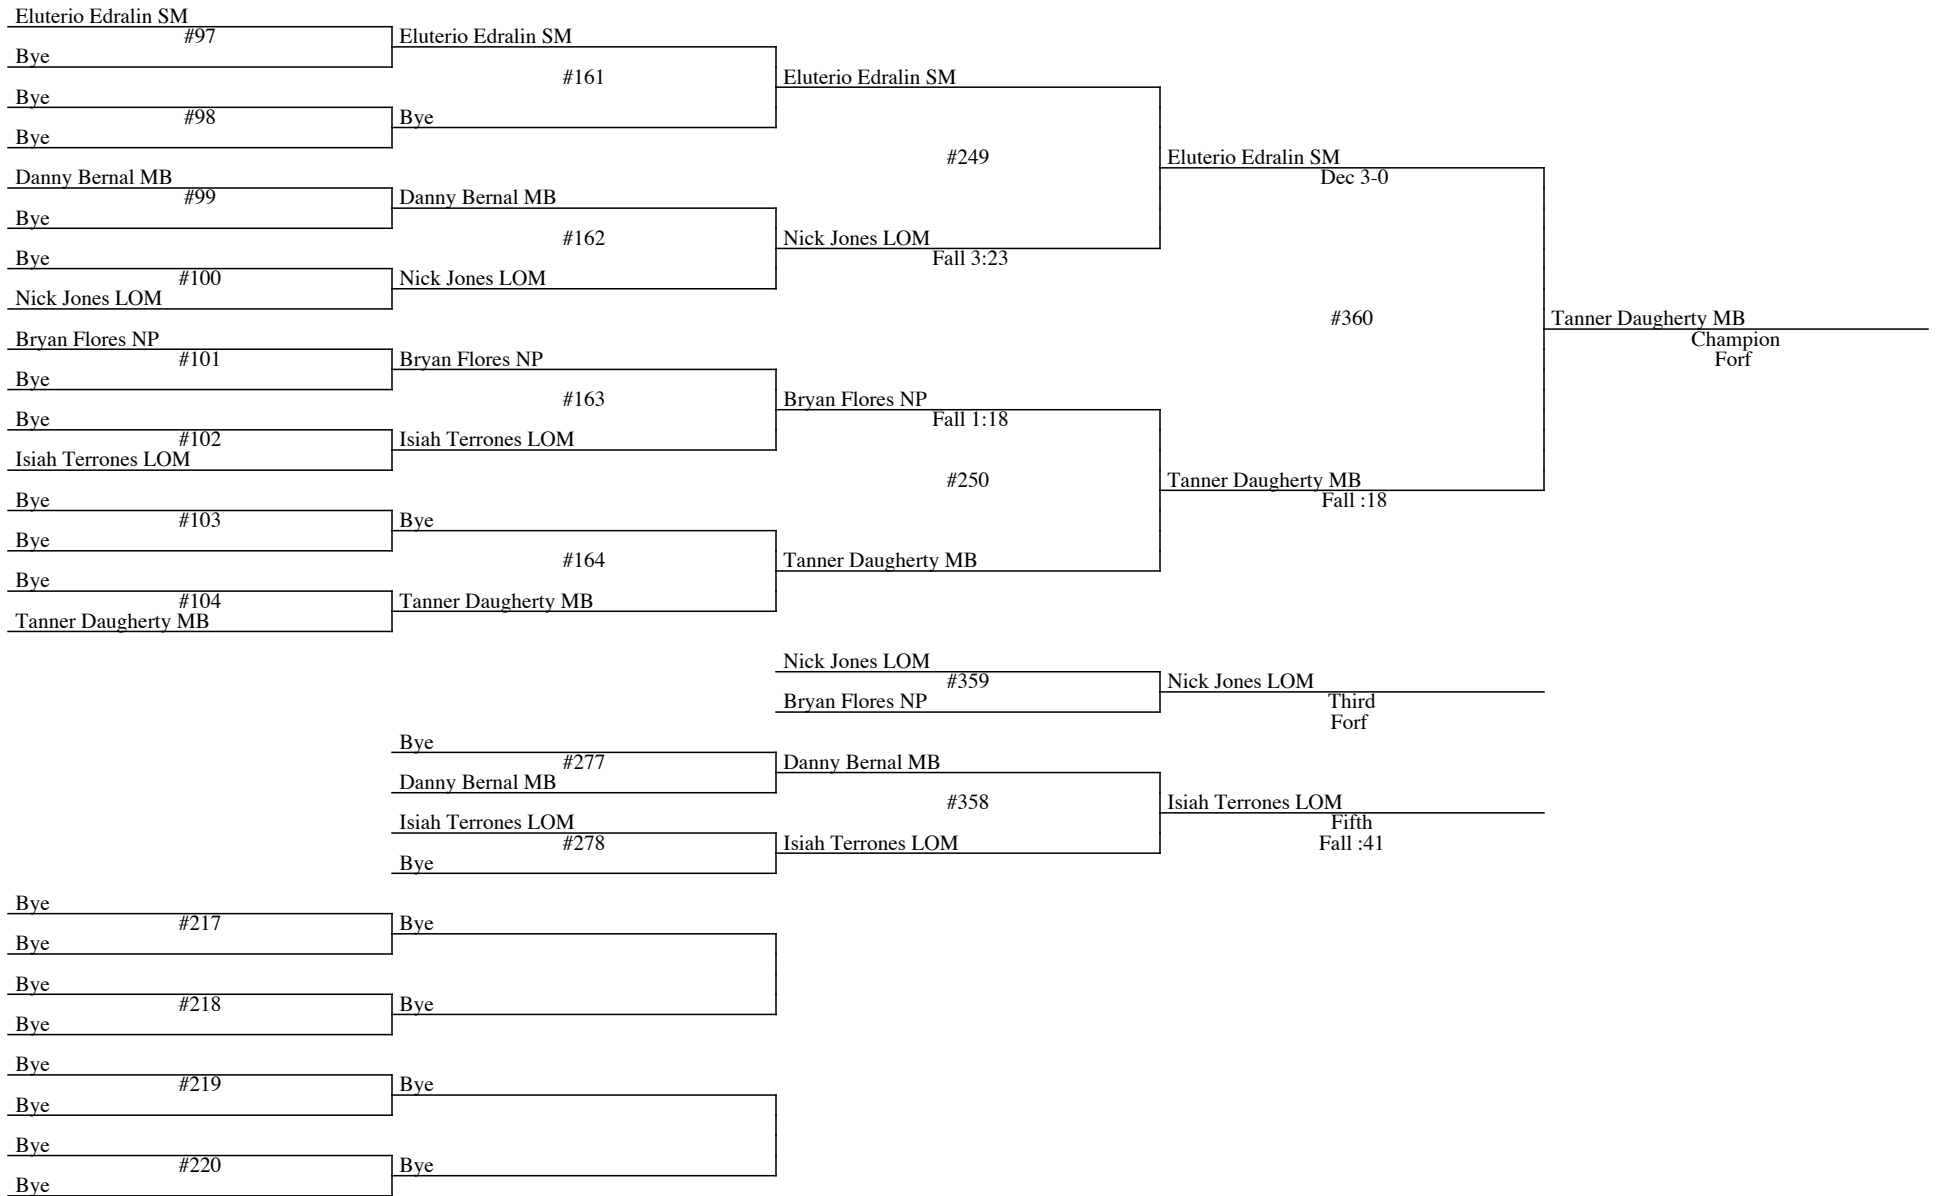 Eluterio Edralin SM
#97
Eluterio Edralin SM
Bye
#161
Eluterio Edralin SM
Bye
#98
Bye
Bye
#249
Eluterio Edralin SM
Dec 3-0
Danny Bernal MB
#99
Danny Bernal MB
Bye
#162
Nick Jones LOM
Fall 3:23
Bye
#100
Nick Jones LOM
Nick Jones LOM
#360
Tanner Daugherty MB
Champion
Forf
Bryan Flores NP
#101
Bryan Flores NP
Bye
#163
Bryan Flores NP
Fall 1:18
Bye
#102
Isiah Terrones LOM
Isiah Terrones LOM
#250
Tanner Daugherty MB
Fall :18
Bye
#103
Bye
Bye
#164
Tanner Daugherty MB
Bye
#104
Tanner Daugherty MB
Tanner Daugherty MB
Nick Jones LOM
#359
Nick Jones LOM
Bryan Flores NP
Third
Forf
Bye
#277
Danny Bernal MB
Danny Bernal MB
#358
Isiah Terrones LOM
Fifth
Fall :41
Isiah Terrones LOM
#278
Isiah Terrones LOM
Bye
Bye
#217
Bye
Bye
Bye
#218
Bye
Bye
Bye
#219
Bye
Bye
Bye
#220
Bye
Bye